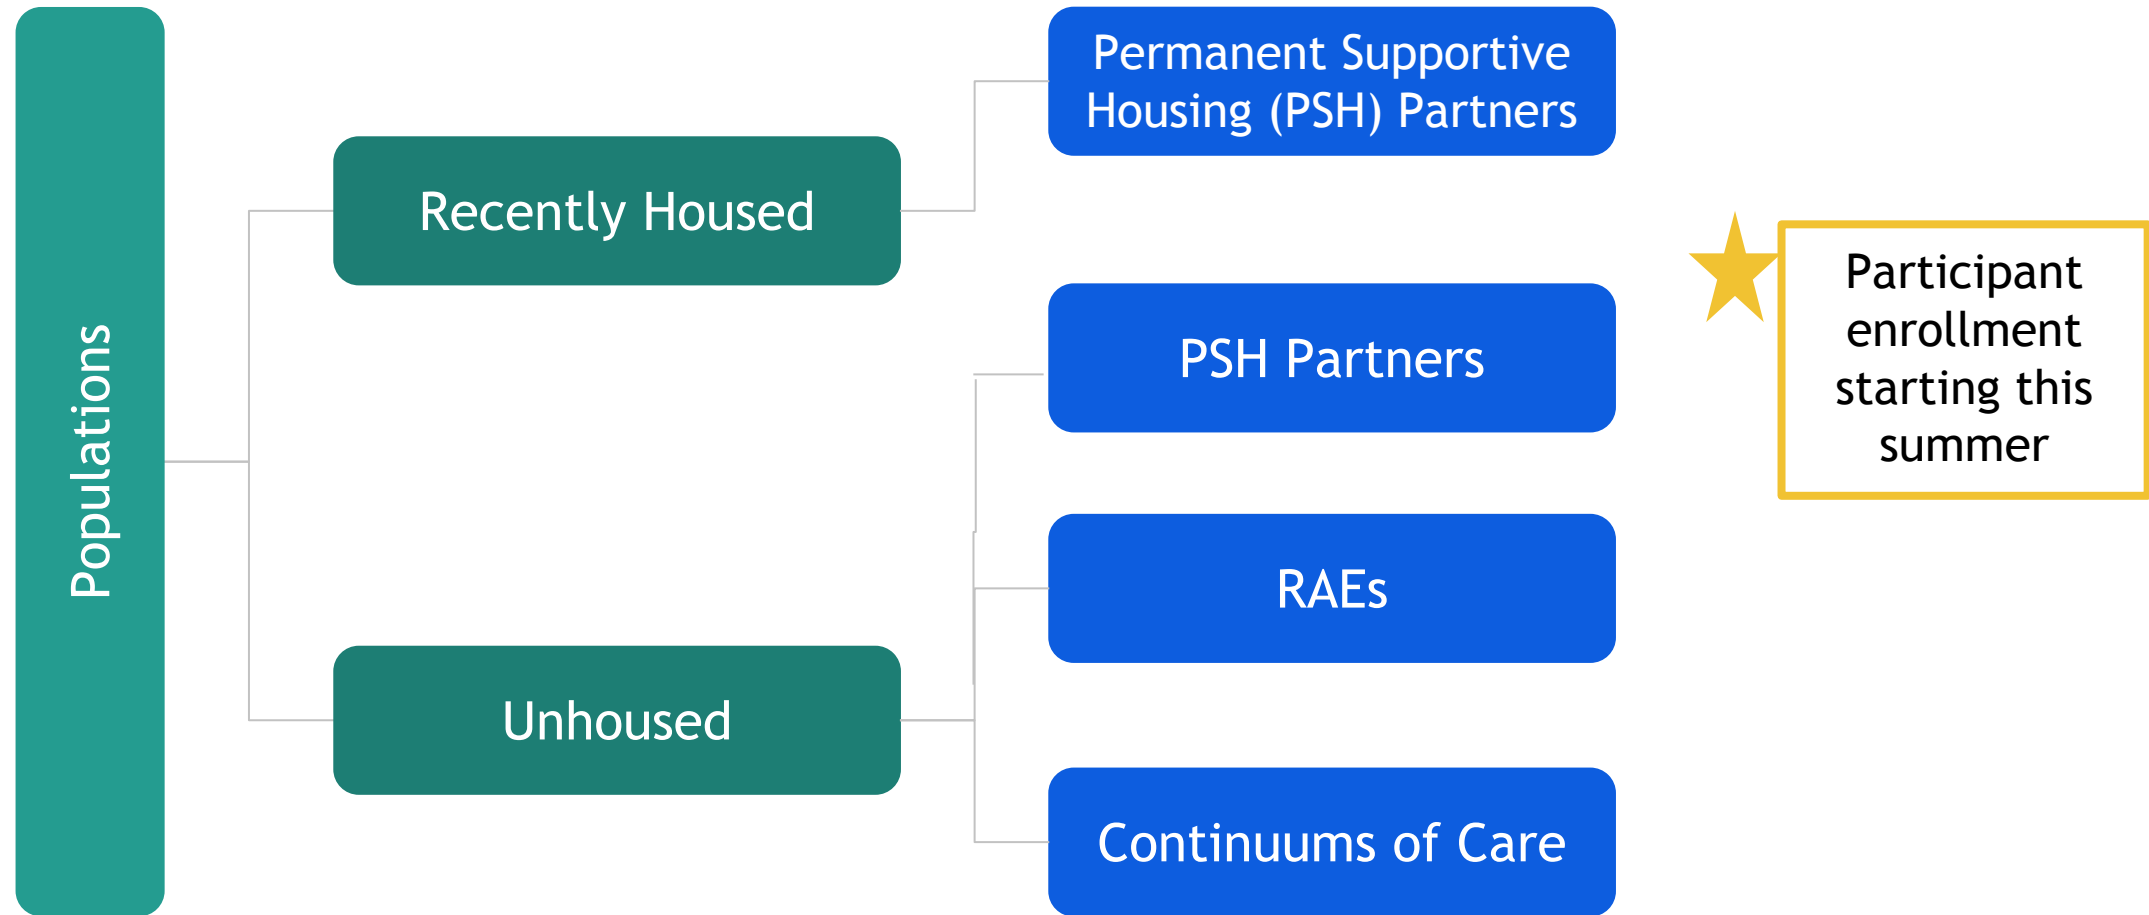 Populations
Recently Housed
Unhoused
Permanent Supportive
Housing (PSH) Partners
PSH Partners
RAEs
Continuums of Care
Participant
enrollment
starting this
summer